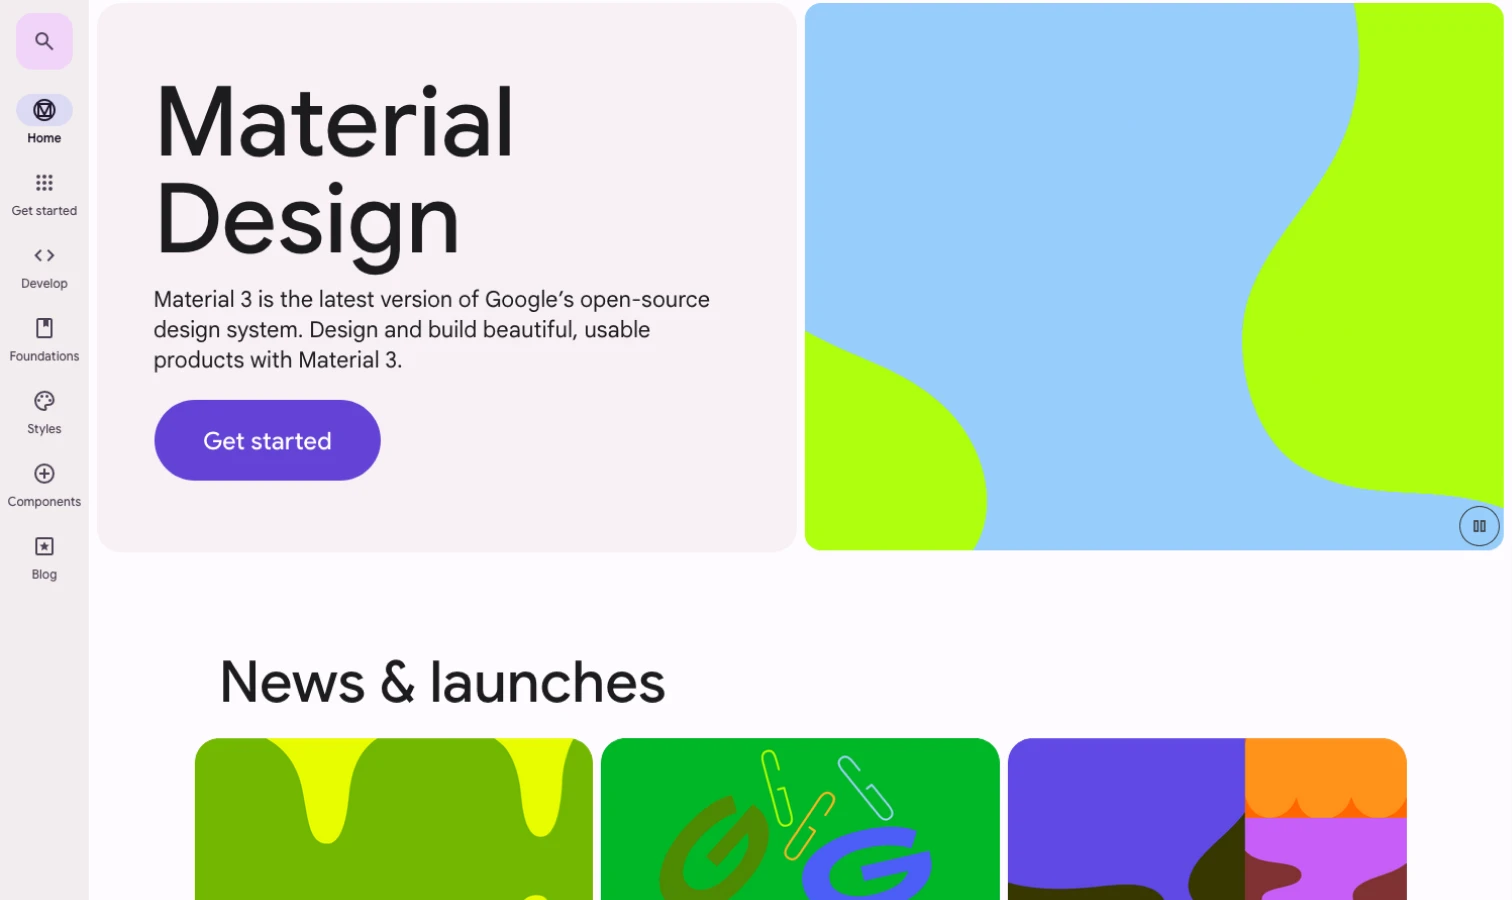 Home
Get started
Develop
Foundations
Styles
Components
Blog
Material
Design
Material 3 is the latest version of Google’s open-source
design system. Design and build beautiful, usable
products with Material 3.
Get started
News & launches
G
G